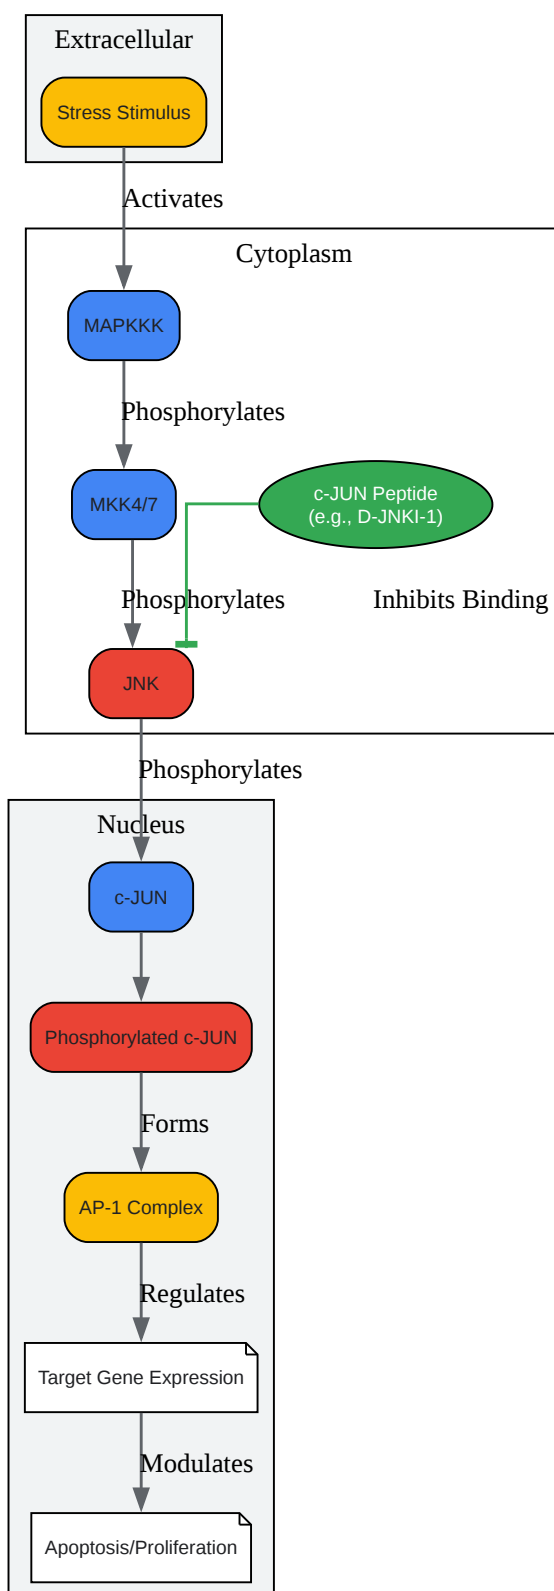 Extracellular
Stress Stimulus
Activates
Cytoplasm
MAPKKK
Phosphorylates
MKK4/7
c-JUN Peptide
(e.g., D-JNKI-1)
Phosphorylates
Inhibits Binding
JNK
Phosphorylates
Nucleus
c-JUN
Phosphorylated c-JUN
Forms
AP-1 Complex
Regulates
Target Gene Expression
Modulates
Apoptosis/Proliferation